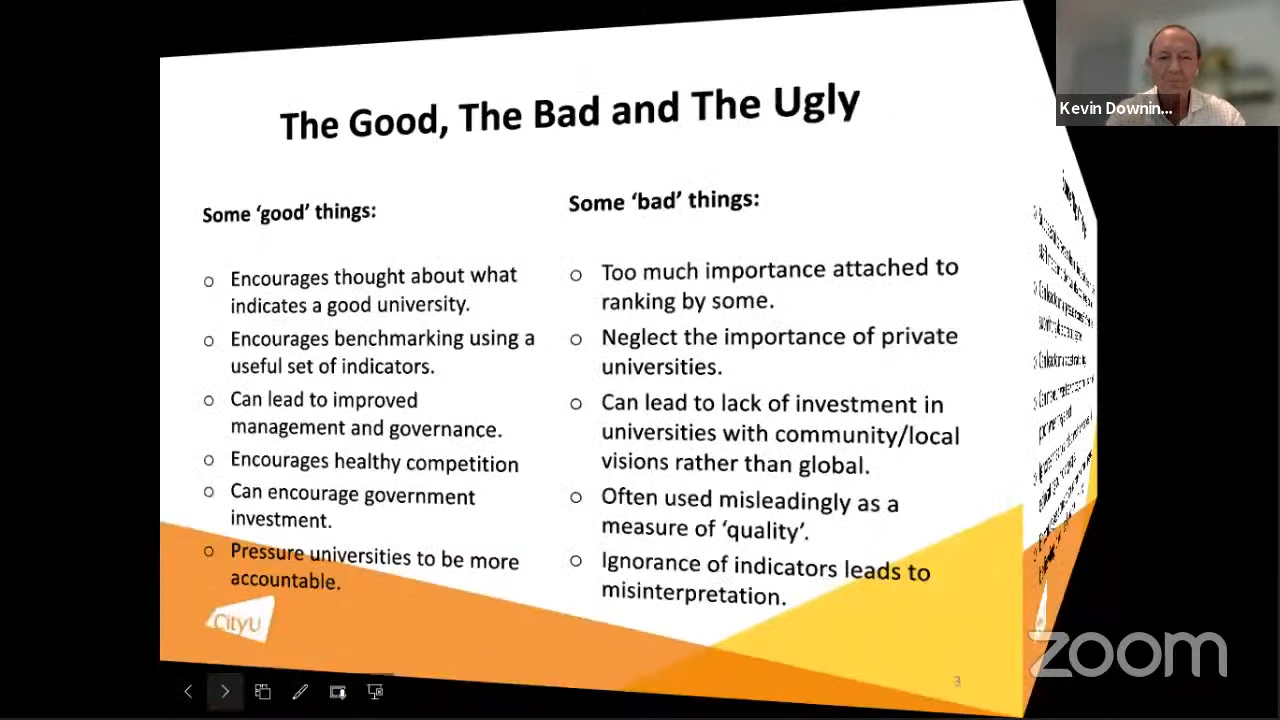 The Good, The Bad and The Ugly
Kevin Downin...
Some ‘good’ things:
Encourages thought about what
indicates a good university.
Encourages benchmarking using a
useful set of indicators.
Can lead to improved
management and governance.
Encourages healthy competition
Can encourage government
investment.
Pressure universities to be more
accountable.
Some ‘bad’ things:
Too much importance attached to
ranking by some.
Neglect the importance of private
universities.
Can lead to lack of investment in
universities with community/local
visions rather than global.
Often used misleadingly as a
measure of ‘quality’.
Ignorance of indicators leads to
misinterpretation.
CityU
3
zoom